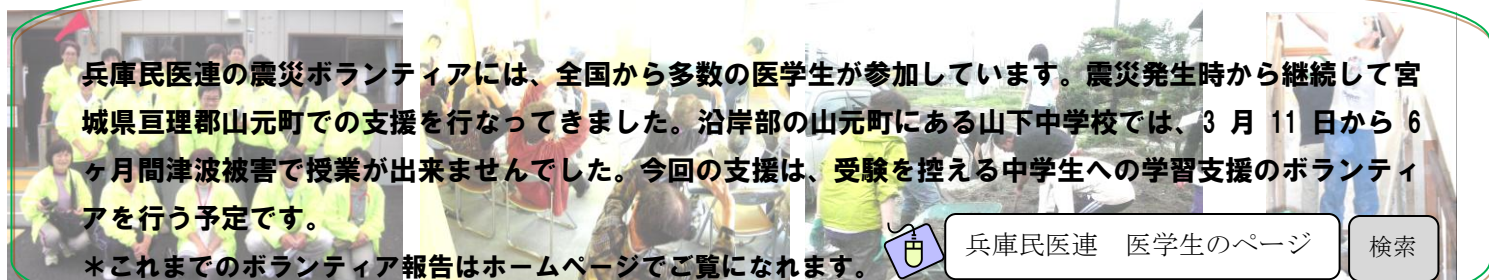 兵庫民医連の震災ボランティアには、全国から多数の医学生が参加しています。震災発生時から継続して宮
城県亘理郡山元町での支援を行なってきました。沿岸部の山元町にある山下中学校では、3 月 11 日から 6
ヶ月間津波被害で授業が出来ませんでした。今回の支援は、受験を控える中学生への学習支援のボランティ
アを行う予定です。
兵庫民医連　医学生のページ　検索
＊これまでのボランティア報告はホームページでご覧になれます。